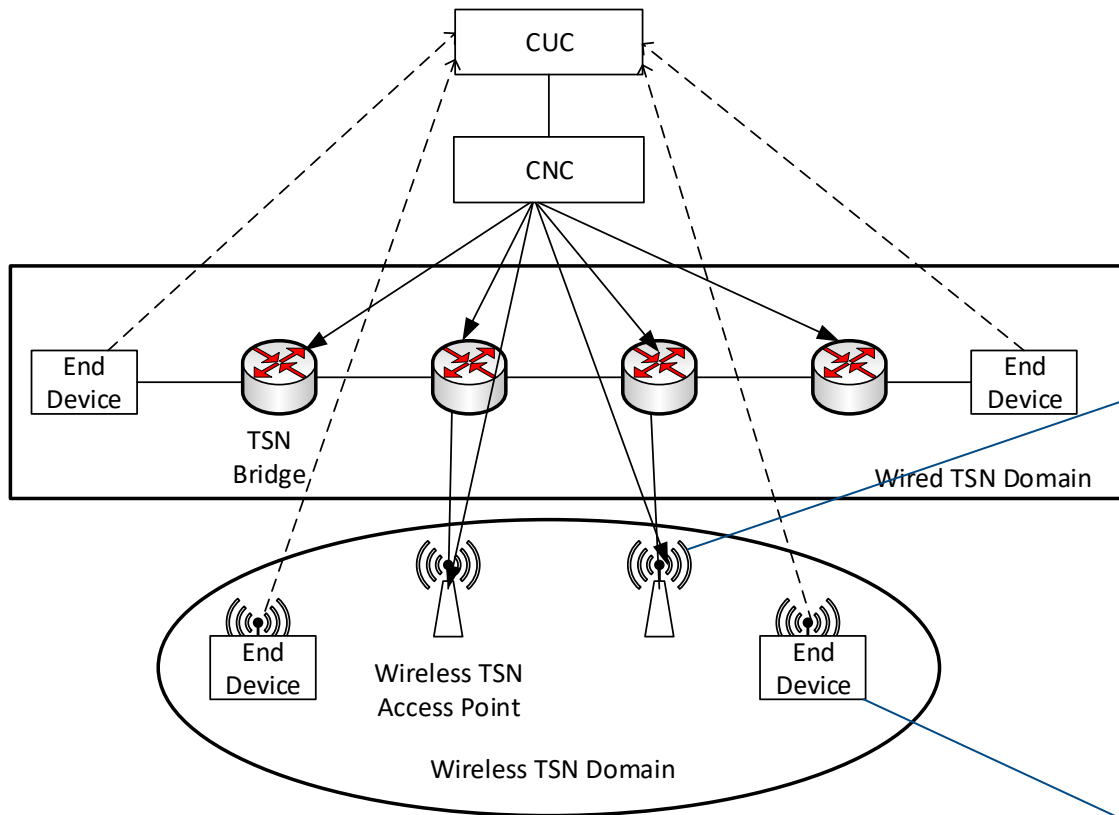 CUC
CNC
End
Device
End
Device
TSN
Bridge
Wired TSN Domain
End
Device
Wireless TSN
Access Point
End
Device
Wireless TSN Domain